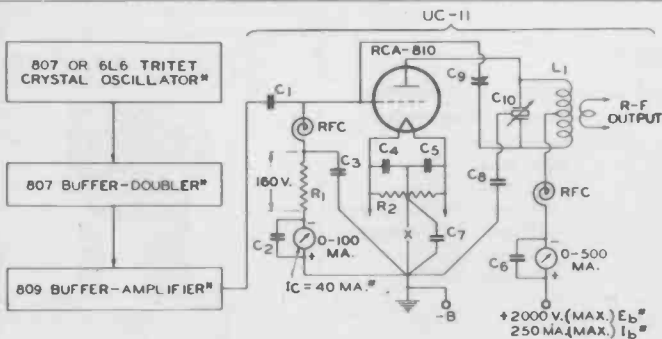 UC-11
807 OR 6L6 TRITET
CRYSTAL OSCILLATOR*
807 BUFFER-DOUBLER*
809 BUFFER-AMPLIFIER*
RCA-810
C1
RFC
160 V.
R1
C2
0-100
MA.
IC = 40 MA.*
C3
C4
C5
R2
X
C7
-B
C9
C10
L1
R-F
OUTPUT
C8
RFC
C6
0-500
MA.
+2000 V. (MAX.) Eb*
250 MA. (MAX.) Ib*